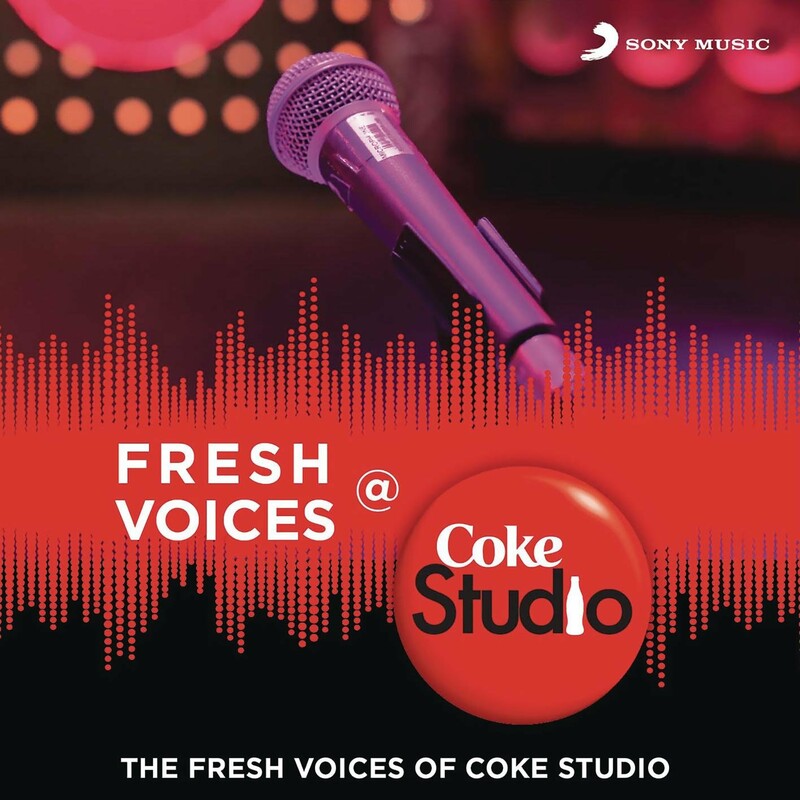 SONY MUSIC
FRESH
VOICES
@
Coke
Studio
THE FRESH VOICES OF COKE STUDIO